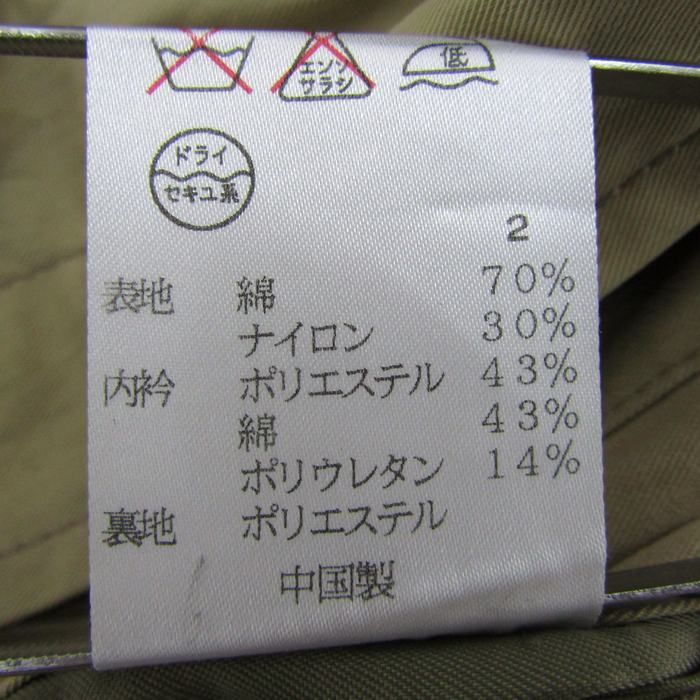 エンソ
サラシ
低
ドライ
セキユ系
2
表地 綿 70%
ナイロン 30%
内衿 ポリエステル 43%
綿 43%
ポリウレタン 14%
裏地 ポリエステル
中国製